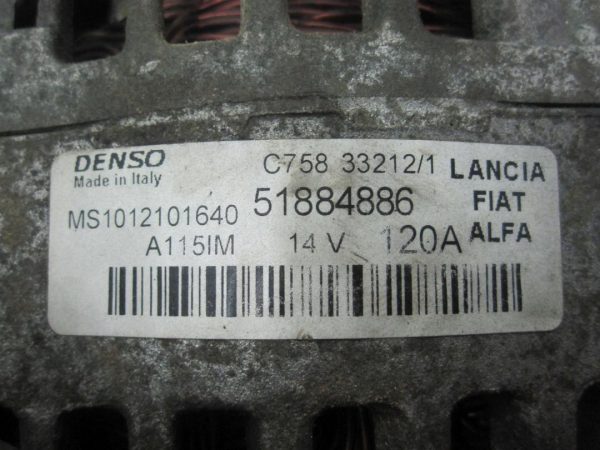 DENSO C758 33212/1 LANCIA
Made in Italy
MS1012101640 51884886 FIAT
A115IM 14 V 120A ALFA